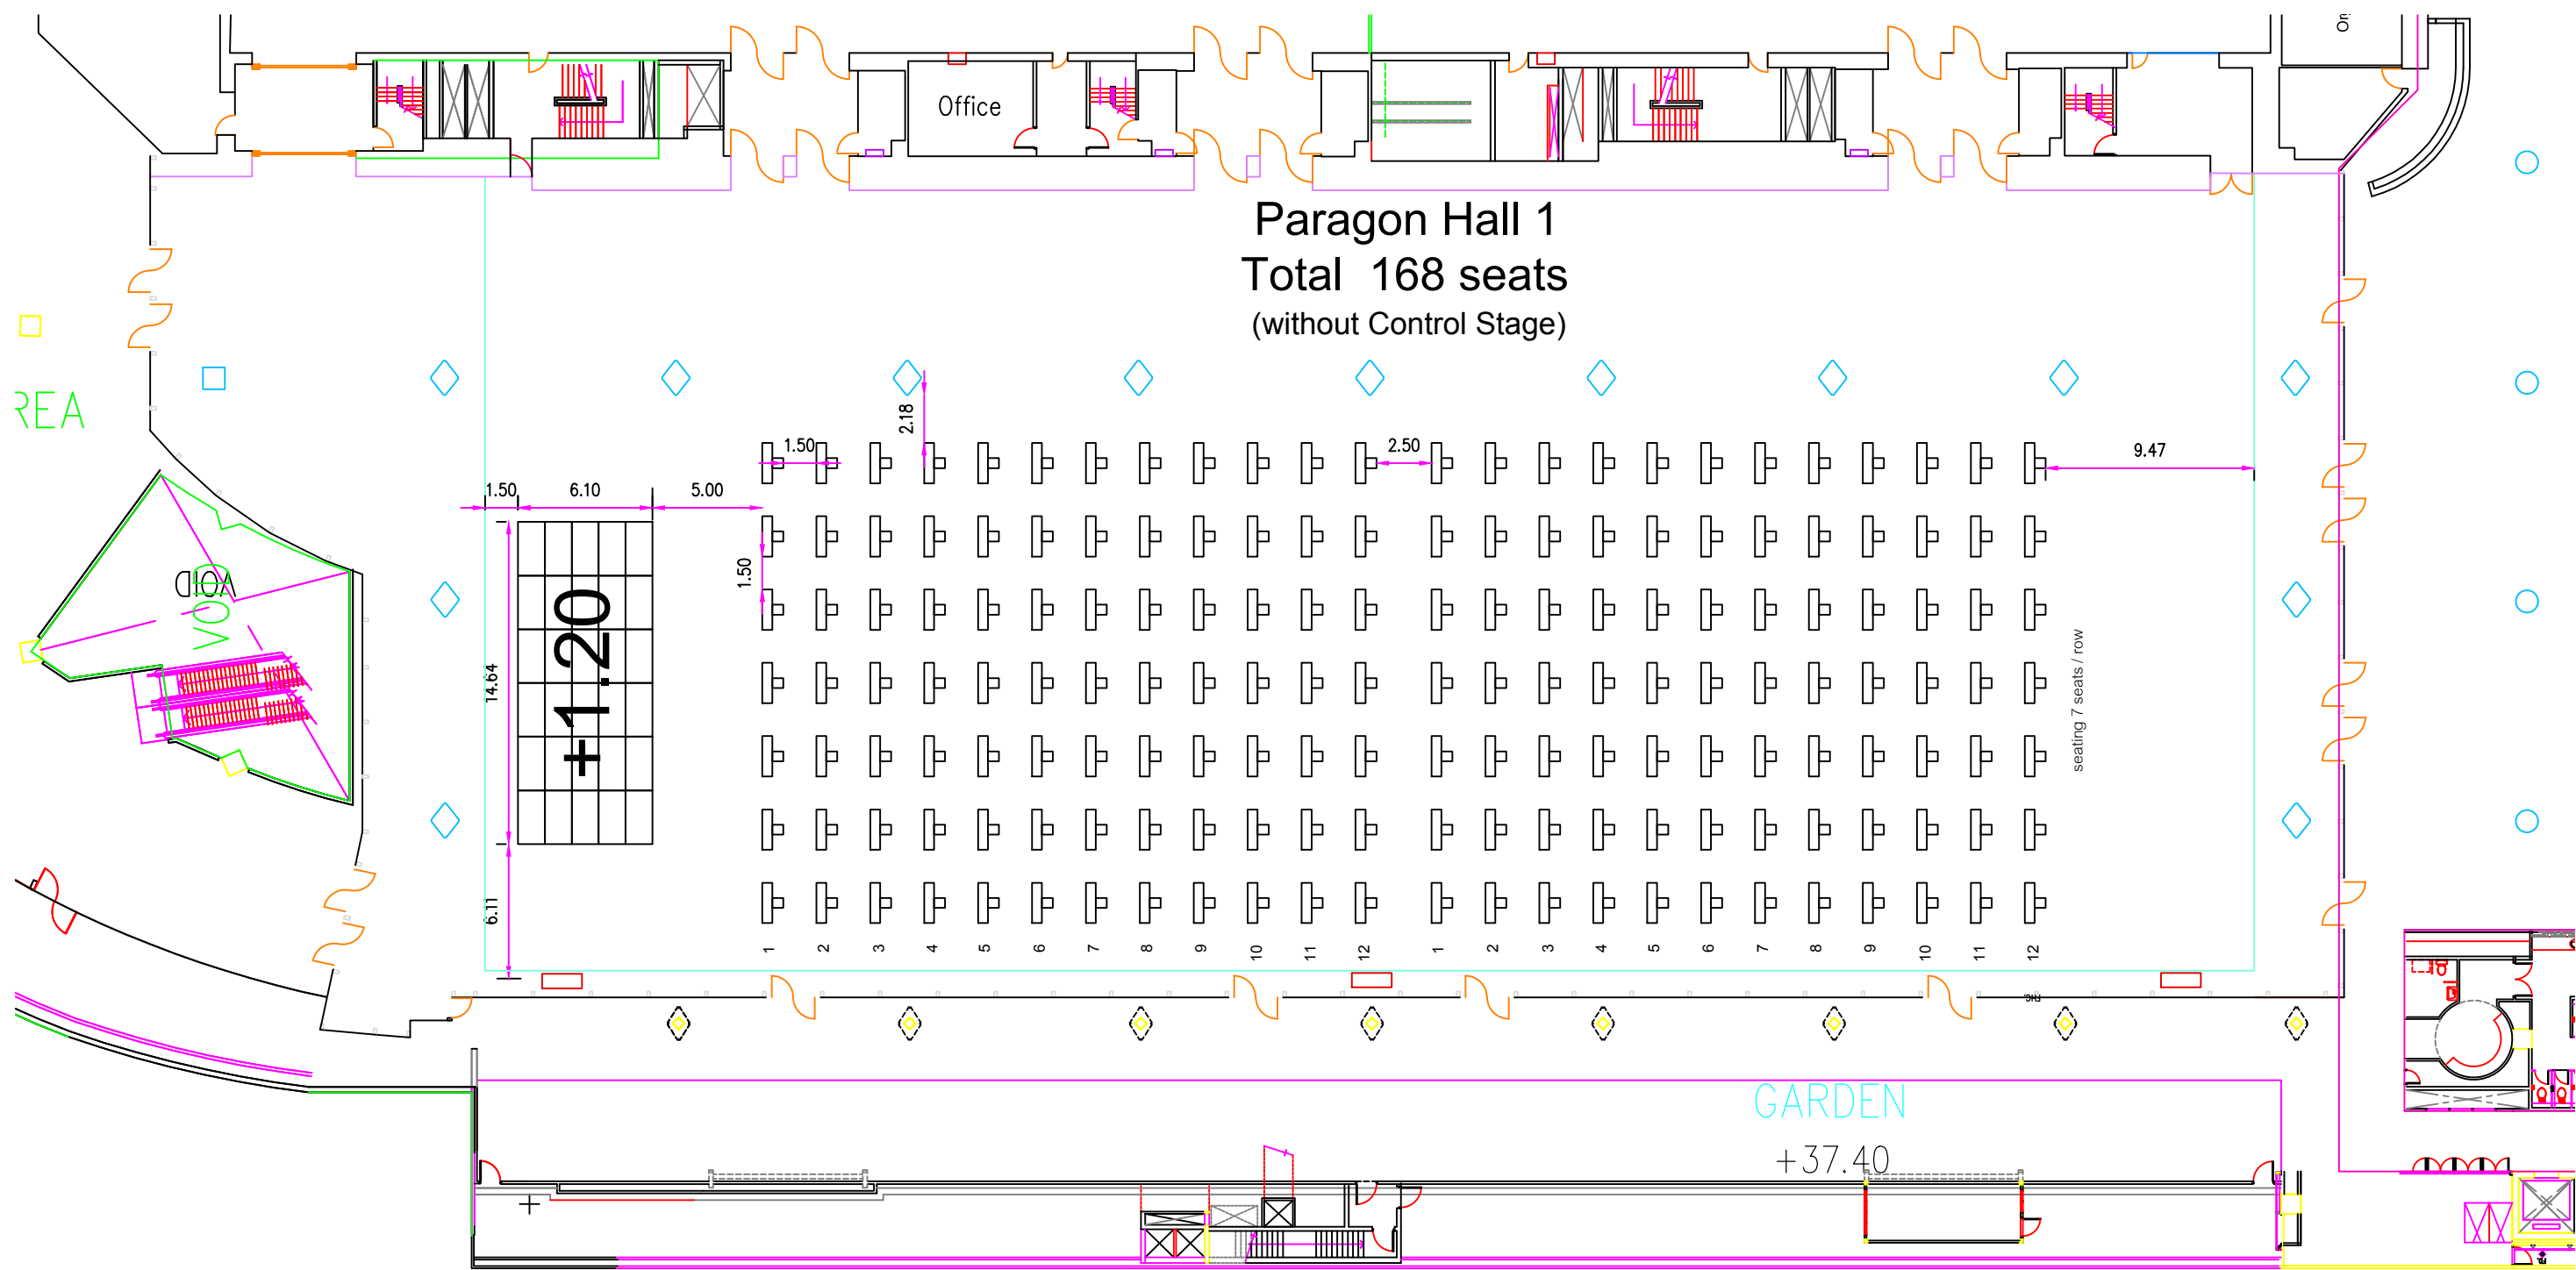 Office
Paragon Hall 1
Total 168 seats
(without Control Stage)
REA
2.18
1.50
2.50
9.47
1.50
6.10
5.00
1.50
VOID
VOID
+1.20
14.64
seating 7 seats / row
6.11
1 2 3 4 5 6 7 8 9 10 11 12 1 2 3 4 5 6 7 8 9 10 11 12
FHC
GARDEN
+37.40